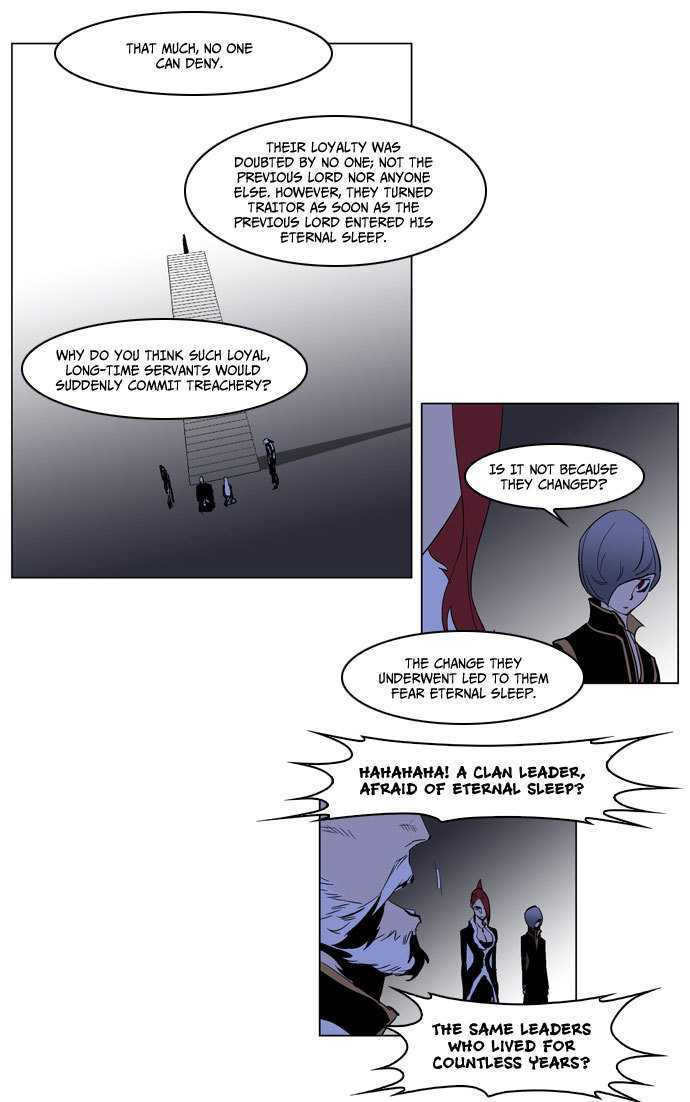 THAT MUCH, NO ONE
CAN DENY.
THEIR LOYALTY WAS
DOUBTED BY NO ONE; NOT THE
PREVIOUS LORD NOR ANYONE
ELSE. HOWEVER, THEY TURNED
TRAITOR AS SOON AS THE
PREVIOUS LORD ENTERED HIS
ETERNAL SLEEP.
WHY DO YOU THINK SUCH LOYAL,
LONG-TIME SERVANTS WOULD
SUDDENLY COMMIT TREACHERY?
IS IT NOT BECAUSE
THEY CHANGED?
THE CHANGE THEY
UNDERWENT LED TO THEM
FEAR ETERNAL SLEEP.
HAHAHAHA! A CLAN LEADER,
AFRAID OF ETERNAL SLEEP?
THE SAME LEADERS
WHO LIVED FOR
COUNTLESS YEARS?